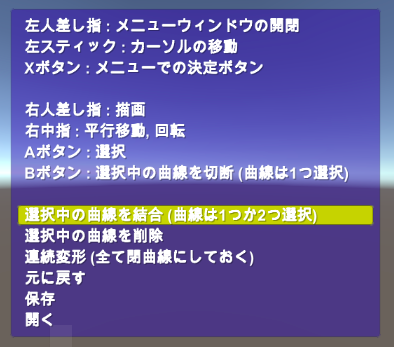 左人差し指 : メニューウィンドウの開閉
左スティック : カーソルの移動
Xボタン : メニューでの決定ボタン
右人差し指 : 描画
右中指 : 平行移動, 回転
Aボタン : 選択
Bボタン : 選択中の曲線を切断 (曲線は1つ選択)
選択中の曲線を結合 (曲線は1つか2つ選択)
選択中の曲線を削除
連続変形 (全て閉曲線にしておく)
元に戻す
保存
開く